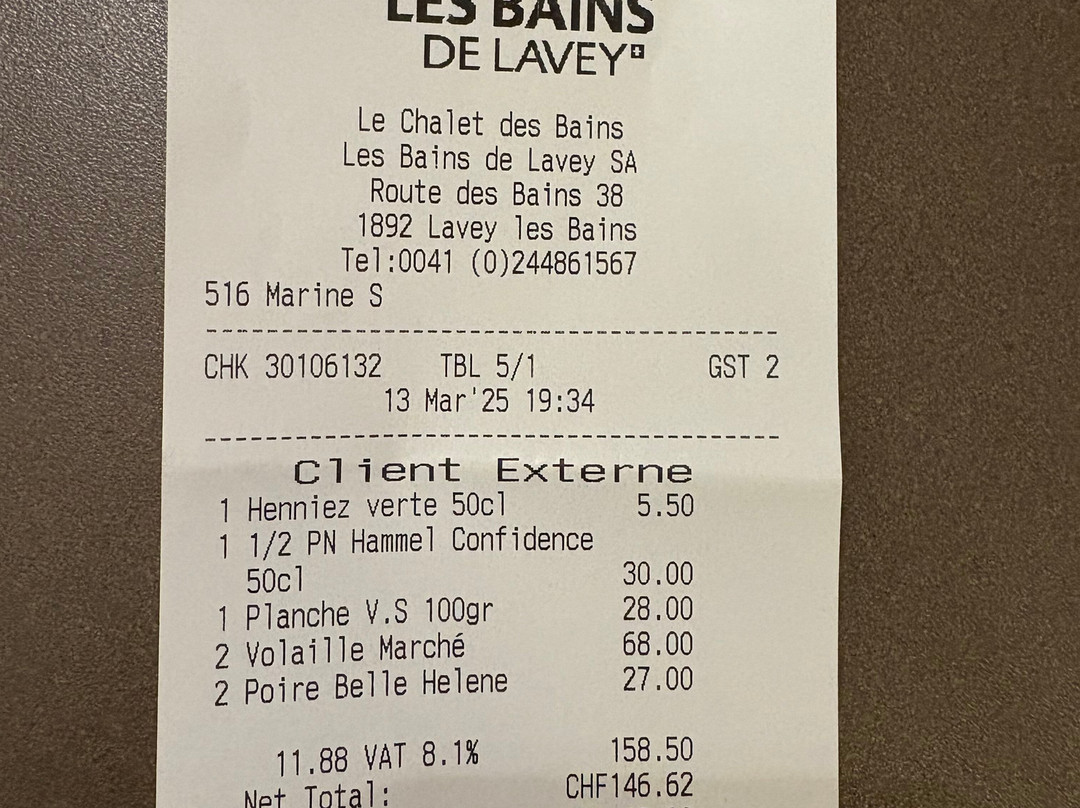 LES BAINS
DE LAVEY
Le Chalet des Bains
Les Bains de Lavey SA
Route des Bains 38
1892 Lavey les Bains
Tel:0041 (0)244861567
516 Marine S
----------------------------------------
CHK 30106132 TBL 5/1 GST 2
13 Mar'25 19:34
----------------------------------------
Client Externe
1 Henniez verte 50cl 5.50
1 1/2 PN Hammel Confidence
50cl 30.00
1 Planche V.S 100gr 28.00
2 Volaille Marché 68.00
2 Poire Belle Helene 27.00
11.88 VAT 8.1% 158.50
Net Total: CHF146.62